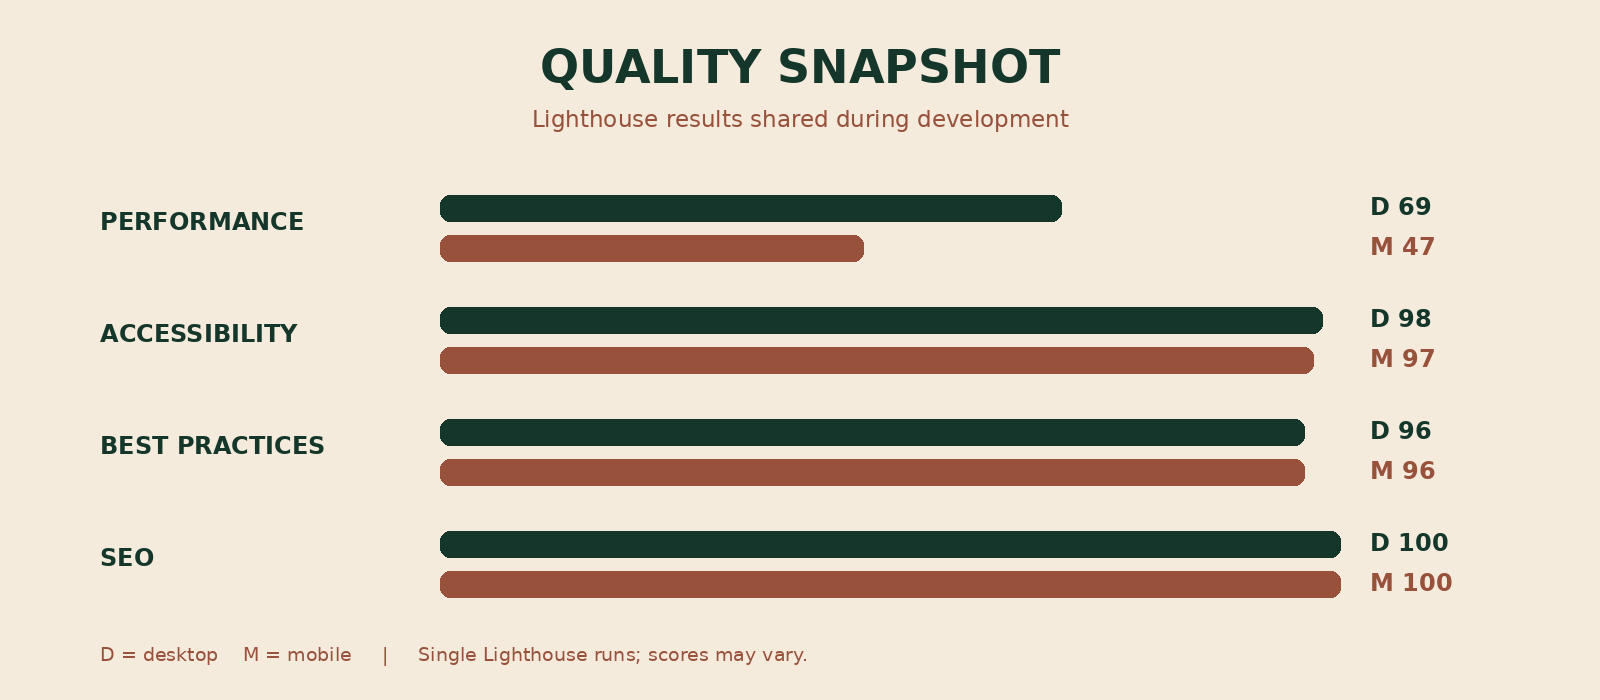 QUALITY SNAPSHOT
Lighthouse results shared during development
PERFORMANCE
D 69
M 47
ACCESSIBILITY
D 98
M 97
BEST PRACTICES
D 96
M 96
SEO
D 100
M 100
D = desktop M = mobile | Single Lighthouse runs; scores may vary.